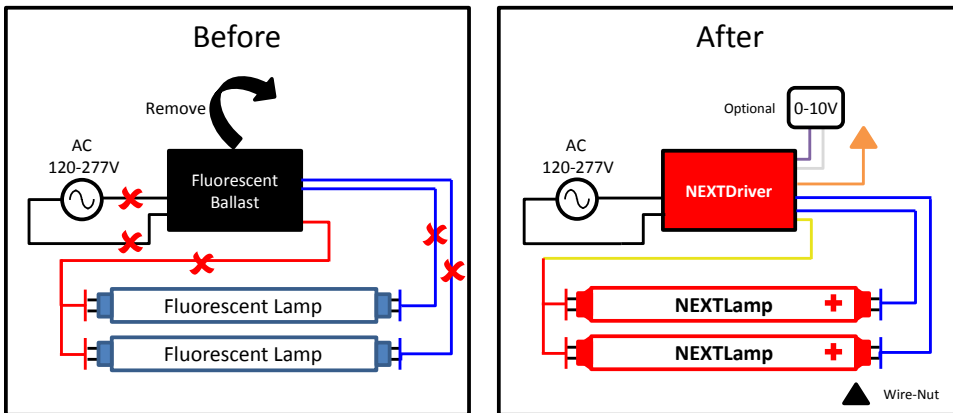 Before
Remove
AC
120-277V
Fluorescent
Ballast
Fluorescent Lamp
Fluorescent Lamp
After
Optional
0-10V
AC
120-277V
NEXTDriver
NEXTLamp
+
NEXTLamp
+
Wire-Nut